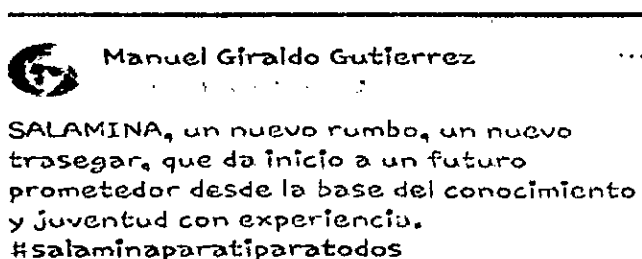 Manuel Giraldo Gutierrez
SALAMINA, un nuevo rumbo, un nuevo
trasegar, que da inicio a un futuro
prometedor desde la base del conocimiento
y juventud con experiencia.
#salaminaparatiparatodos